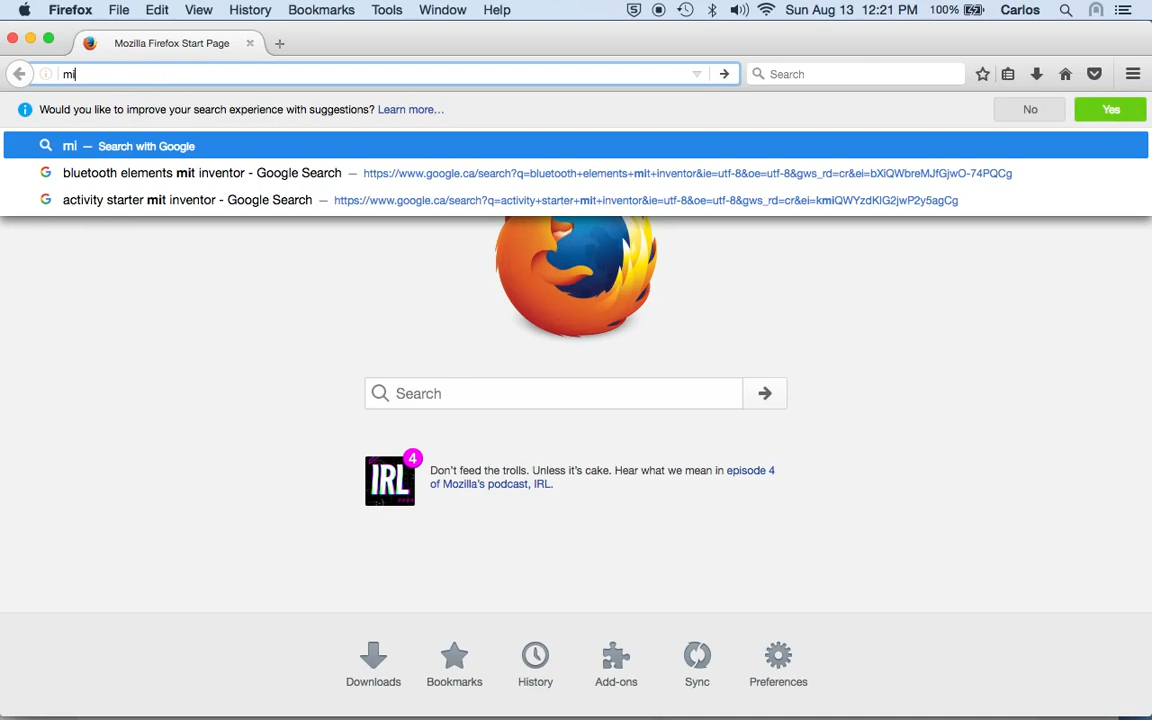 Firefox File Edit View History Bookmarks Tools Window Help Sun Aug 13 12:21 PM 100% Carlos
Mozilla Firefox Start Page
mi
Search
Would you like to improve your search experience with suggestions? Learn more…
No
Yes
mi — Search with Google
bluetooth elements mit inventor - Google Search — https://www.google.ca/search?q=bluetooth+elements+mit+inventor&ie=utf-8&oe=utf-8&gws_rd=cr&ei=bXiQWbreMJfGjwO-74PQCg
activity starter mit inventor - Google Search — https://www.google.ca/search?q=activity+starter+mit+inventor&ie=utf-8&oe=utf-8&gws_rd=cr&ei=kmiQWYzdKIG2jwP2y5agCg
Search
IRL
4
Don't feed the trolls. Unless it's cake. Hear what we mean in episode 4
of Mozilla's podcast, IRL.
Downloads Bookmarks History Add-ons Sync Preferences